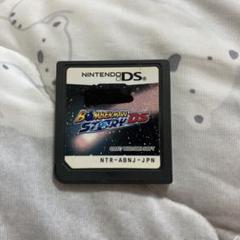 NINTENDO DS
BOMBERMAN
STORY DS
NTR-ABNJ-JPN